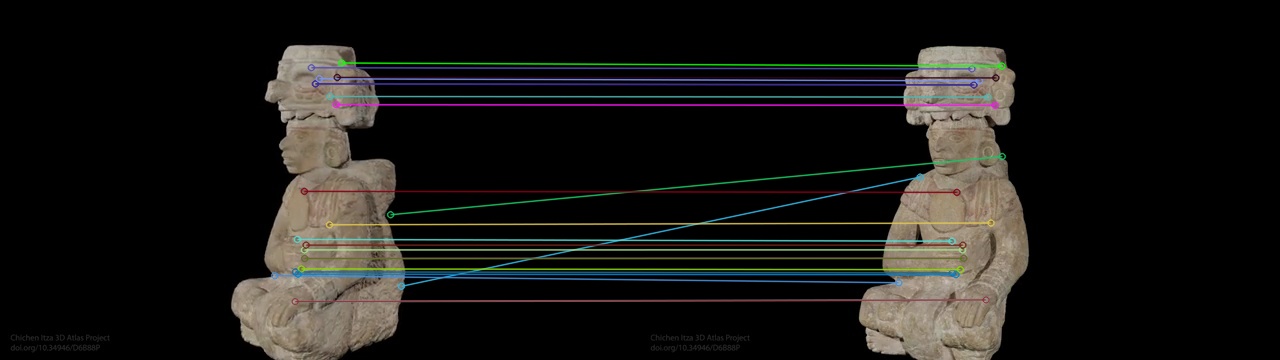 Chichen Itza 3D Atlas Project
doi.org/10.34946/D6B88P
Chichen Itza 3D Atlas Project
doi.org/10.34946/D6B88P